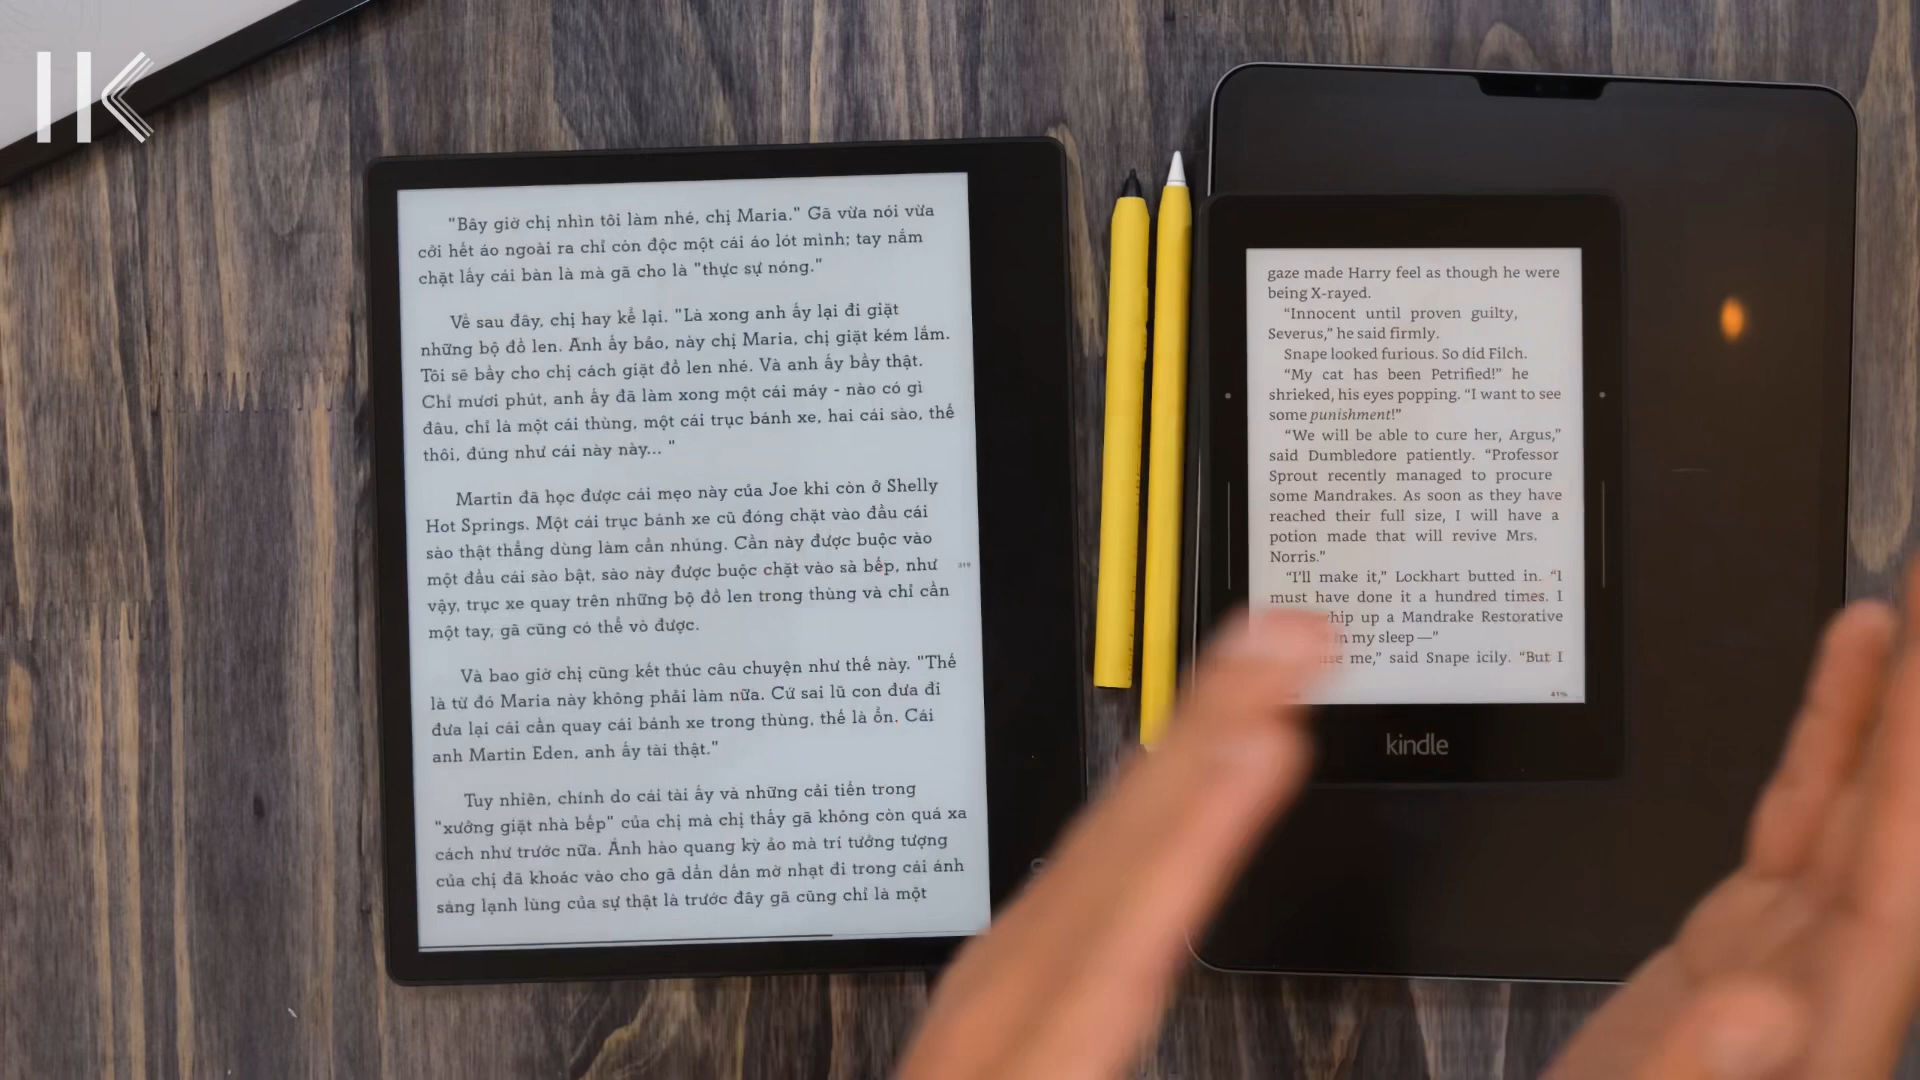 "Bây giờ chị nhìn tôi làm nhé, chị Maria." Gã vừa nói vừa
cởi hết áo ngoài ra chỉ còn độc một cái áo lót mình; tay nắm
chặt lấy cái bàn là mà gã cho là "thực sự nóng."
Về sau đây, chị hay kể lại. "Là xong anh ấy lại đi giặt
những bộ đồ len. Anh ấy bảo, này chị Maria, chị giặt kém lắm.
Tôi sẽ bầy cho chị cách giặt đồ len nhé. Và anh ấy bầy thật.
Chỉ mươi phút, anh ấy đã làm xong một cái máy - nào có gì
đâu, chỉ là một cái thùng, một cái trục bánh xe, hai cái sào, thế
thôi, đúng như cái này này... "
Martin đã học được cái mẹo này của Joe khi còn ở Shelly
Hot Springs. Một cái trục bánh xe cũ đóng chặt vào đầu cái
sào thật thẳng dùng làm cần nhúng. Cần này được buộc vào
một đầu cái sào bật, sào này được buộc chặt vào sà bếp, như
vậy, trục xe quay trên những bộ đồ len trong thùng và chỉ cần
một tay, gã cũng có thể vò được.
Và bao giờ chị cũng kết thúc câu chuyện như thế này. "Thế
là từ đó Maria này không phải làm nữa. Cứ sai lũ con đưa đi
đưa lại cái cần quay cái bánh xe trong thùng, thế là ổn. Cái
anh Martin Eden, anh ấy tài thật."
Tuy nhiên, chính do cái tài ấy và những cải tiến trong
"xưởng giặt nhà bếp" của chị mà chị thấy gã không còn quá xa
cách như trước nữa. Ảnh hào quang kỳ ảo mà trí tưởng tượng
của chị đã khoác vào cho gã dần dần mờ nhạt đi trong cái ánh
sáng lạnh lùng của sự thật là trước đây gã cũng chỉ là một
319
gaze made Harry feel as though he were
being X-rayed.
“Innocent until proven guilty,
Severus,” he said firmly.
Snape looked furious. So did Filch.
“My cat has been Petrified!” he
shrieked, his eyes popping. “I want to see
some punishment!”
“We will be able to cure her, Argus,”
said Dumbledore patiently. “Professor
Sprout recently managed to procure
some Mandrakes. As soon as they have
reached their full size, I will have a
potion made that will revive Mrs.
Norris.”
“I’ll make it,” Lockhart butted in. “I
must have done it a hundred times. I
up a Mandrake Restorative
in my sleep —”
me,” said Snape icily. “But I
41%
kindle